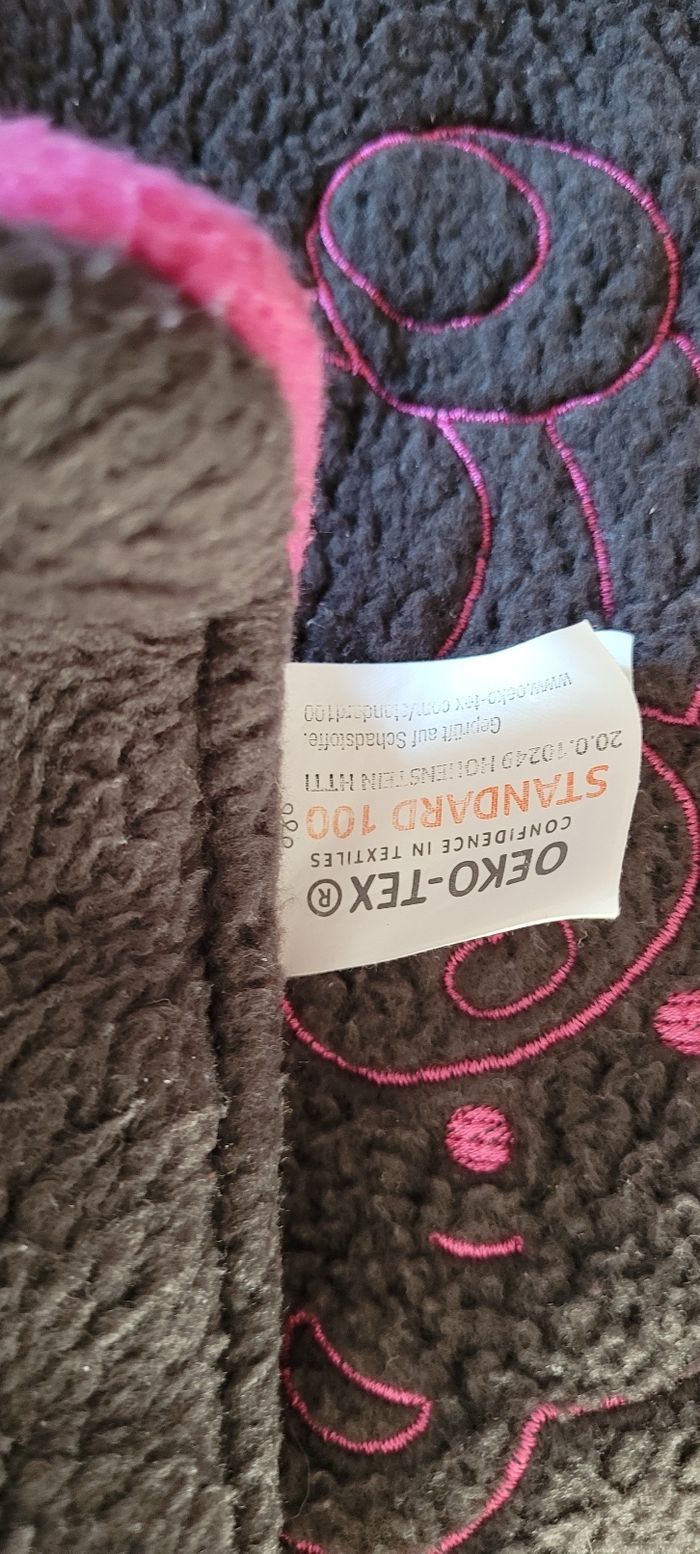 OEKO-TEX®
CONFIDENCE IN TEXTILES
STANDARD 100
20.0.10249 HOHENSTEIN HTTI
Geprüft auf Schadstoffe.
www.oeko-tex.com/standard100